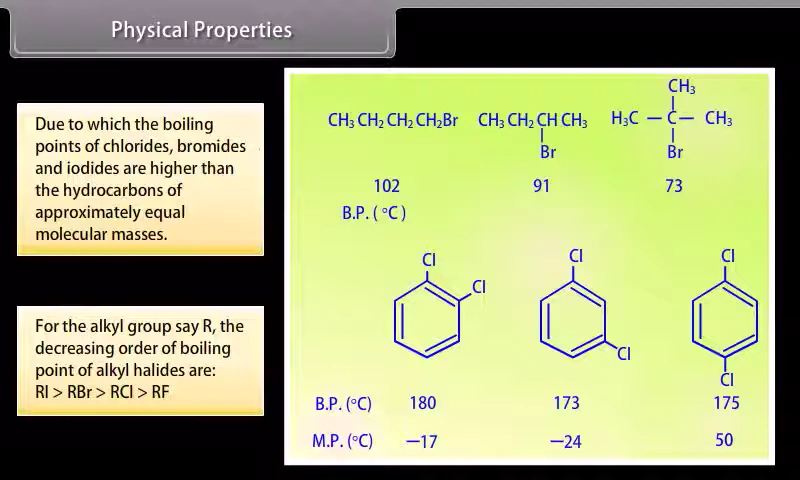 Physical Properties
Due to which the boiling
points of chlorides, bromides
and iodides are higher than
the hydrocarbons of
approximately equal
molecular masses.
For the alkyl group say R, the
decreasing order of boiling
point of alkyl halides are:
RI > RBr > RCl > RF
CH₃
CH₃ CH₂ CH₂ CH₂Br CH₃ CH₂ CH CH₃ H₃C — C — CH₃
Br Br
102 91 73
B.P. ( °C )
Cl Cl Cl
Cl
Cl
Cl
B.P. (°C) 180 173 175
M.P. (°C) —17 —24 50